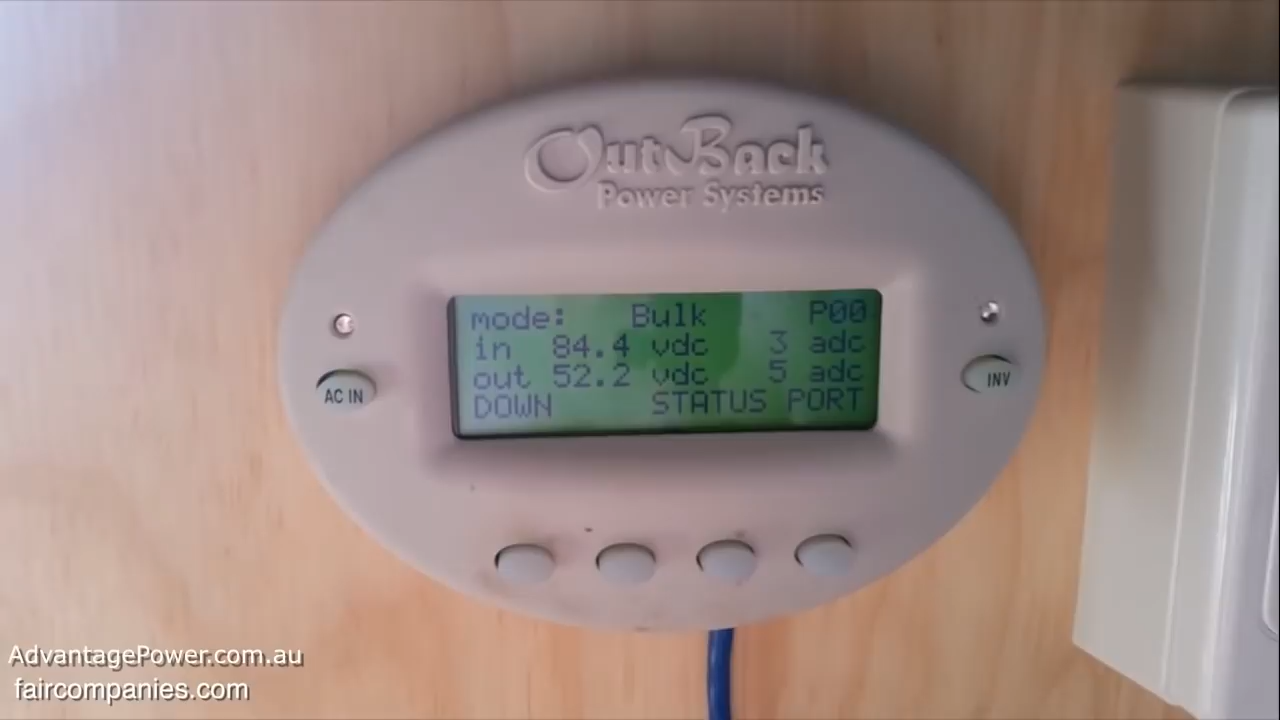 OutBack
Power Systems
mode: Bulk P00
in 84.4 vdc 3 adc
out 52.2 vdc 5 adc
DOWN STATUS PORT
AC IN
INV
AdvantagePower.com.au
faircompanies.com